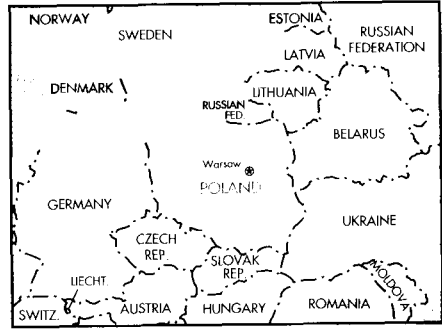 NORWAY
SWEDEN
ESTONIA
RUSSIAN
FEDERATION
LATVIA
DENMARK
LITHUANIA
RUSSIAN
FED.
BELARUS
Warsaw
POLAND
GERMANY
UKRAINE
CZECH
REP.
SLOVAK
REP.
MOLDOVA
LIECHT.
SWITZ.
AUSTRIA
HUNGARY
ROMANIA